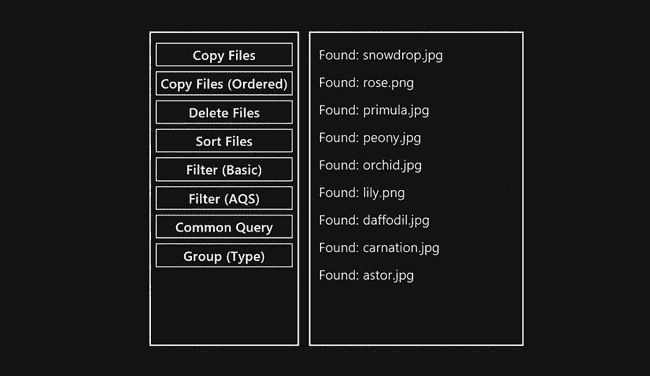 Copy Files
Copy Files (Ordered)
Delete Files
Sort Files
Filter (Basic)
Filter (AQS)
Common Query
Group (Type)
Found: snowdrop.jpg
Found: rose.png
Found: primula.jpg
Found: peony.jpg
Found: orchid.jpg
Found: lily.png
Found: daffodil.jpg
Found: carnation.jpg
Found: astor.jpg